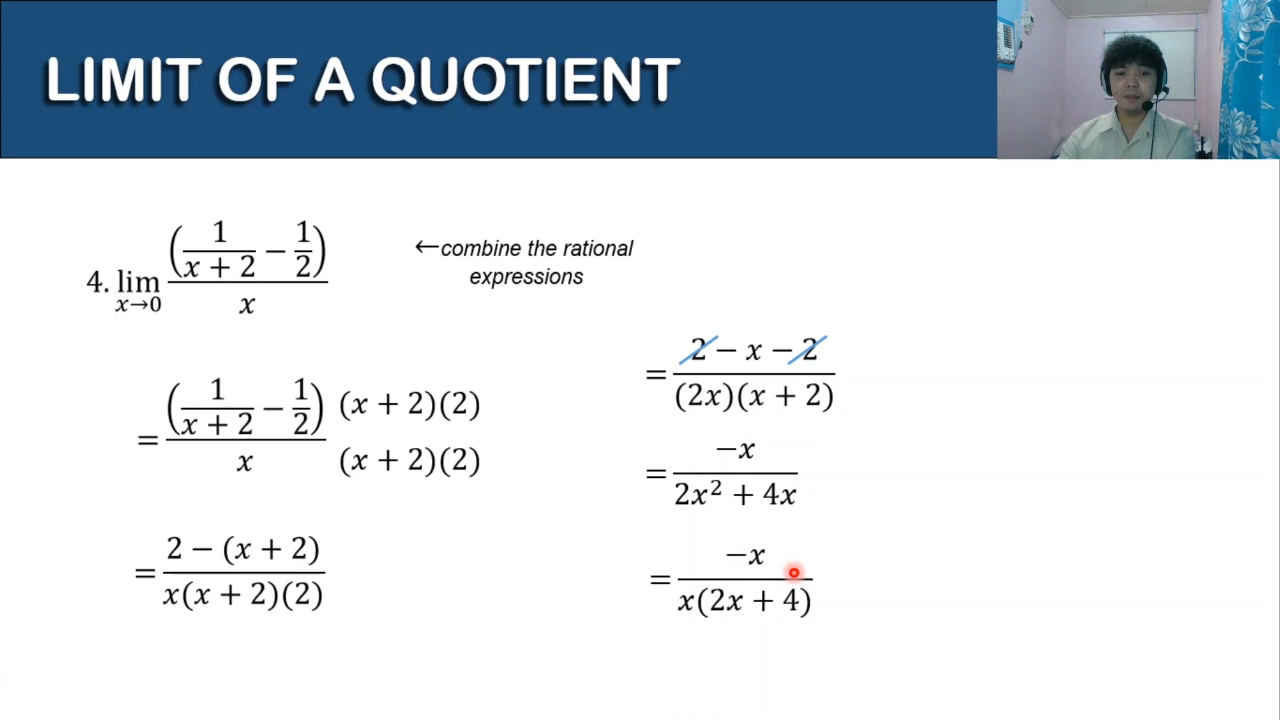 LIMIT OF A QUOTIENT
4. lim x→0 (1/(x + 2) − 1/2)/x
←combine the rational
expressions
= (1/(x + 2) − 1/2)/x (x + 2)(2)/(x + 2)(2)
= 2 − (x + 2)/x(x + 2)(2)
= 2 − x − 2/(2x)(x + 2)
= −x/2x² + 4x
= −x/x(2x + 4)